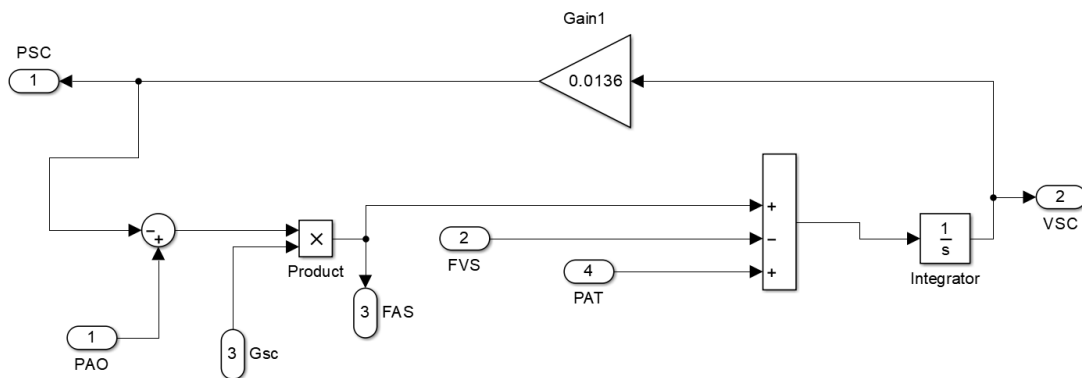 Gain1
PSC
1
0.0136
2
VSC
+
−
+
×
Product
2
FVS
−
+
4
PAT
+
1
s
Integrator
3
FAS
1
PAO
3
Gsc